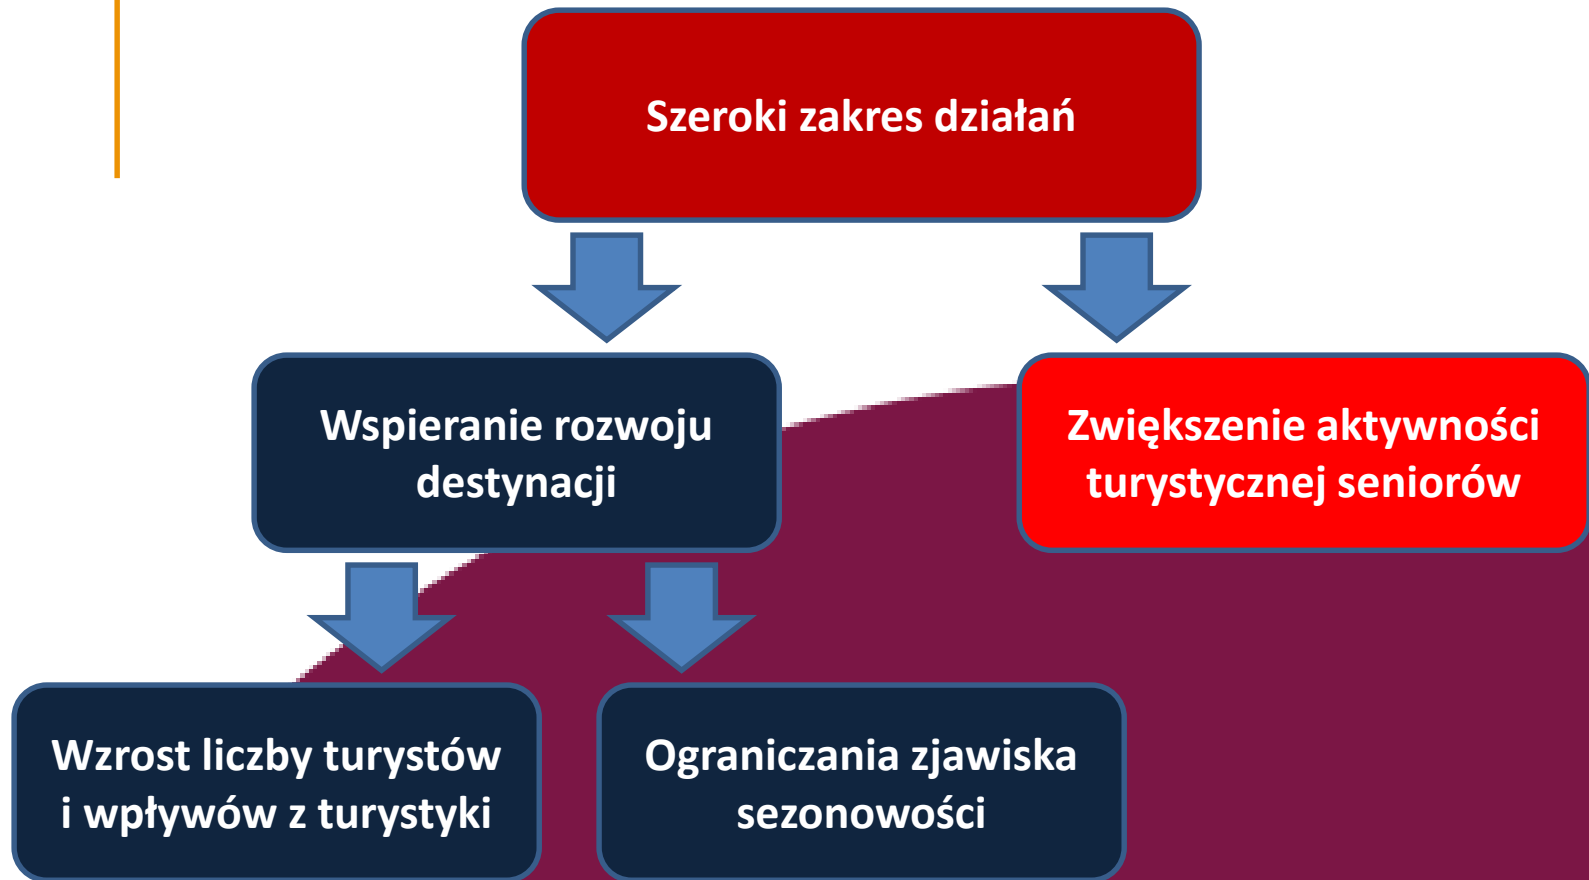 Szeroki zakres działań
Wspieranie rozwoju
destynacji
Zwiększenie aktywności
turystycznej seniorów
Wzrost liczby turystów
i wpływów z turystyki
Ograniczania zjawiska
sezonowości